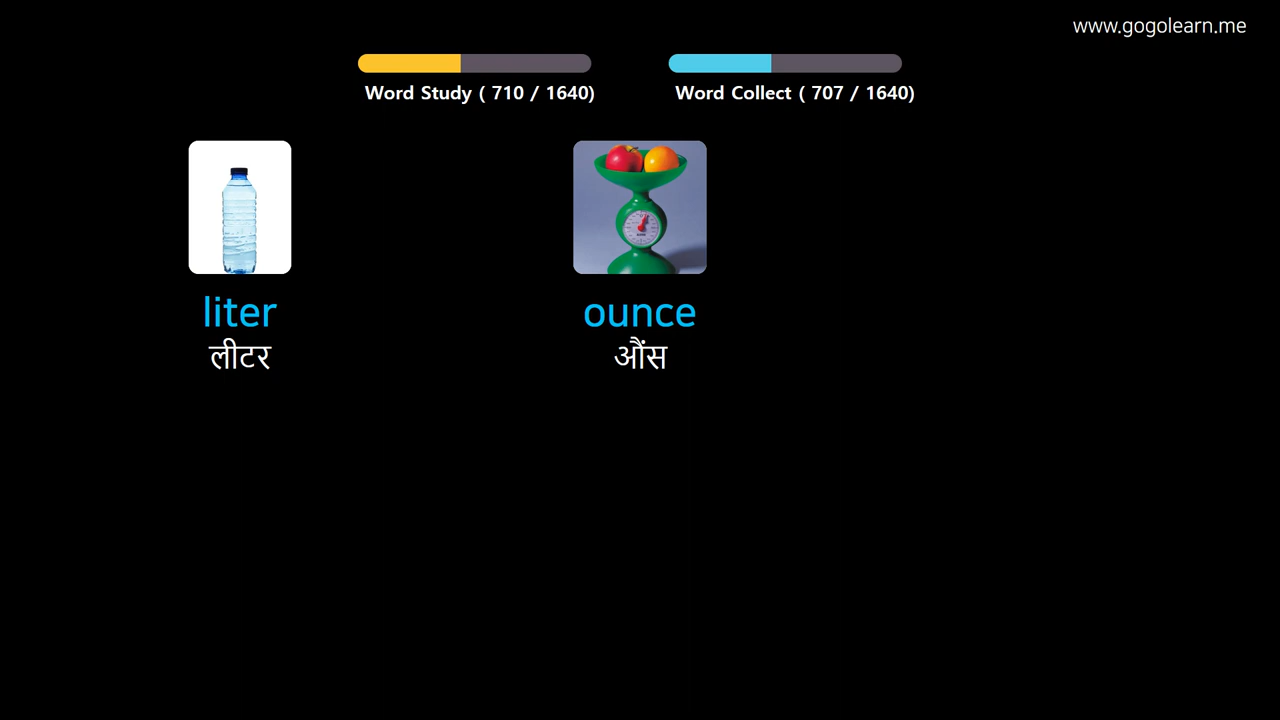 www.gogolearn.me
Word Study ( 710 / 1640)
Word Collect ( 707 / 1640)
liter
लीटर
ounce
औंस